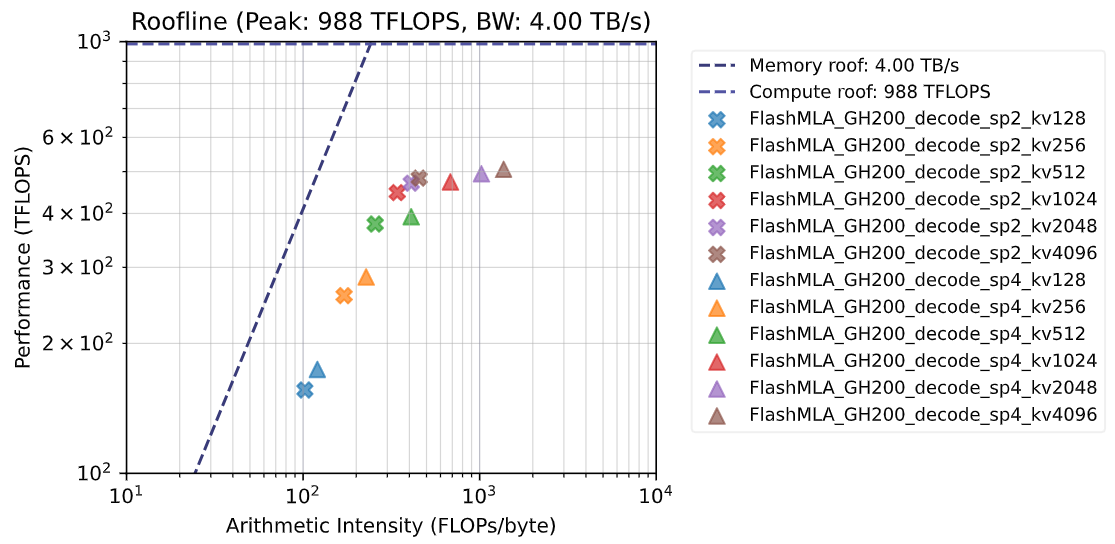 Roofline (Peak: 988 TFLOPS, BW: 4.00 TB/s)
10³
6 × 10²
4 × 10²
3 × 10²
2 × 10²
10²
Performance (TFLOPS)
10¹
10²
10³
10⁴
Arithmetic Intensity (FLOPs/byte)
Memory roof: 4.00 TB/s
Compute roof: 988 TFLOPS
FlashMLA_GH200_decode_sp2_kv128
FlashMLA_GH200_decode_sp2_kv256
FlashMLA_GH200_decode_sp2_kv512
FlashMLA_GH200_decode_sp2_kv1024
FlashMLA_GH200_decode_sp2_kv2048
FlashMLA_GH200_decode_sp2_kv4096
FlashMLA_GH200_decode_sp4_kv128
FlashMLA_GH200_decode_sp4_kv256
FlashMLA_GH200_decode_sp4_kv512
FlashMLA_GH200_decode_sp4_kv1024
FlashMLA_GH200_decode_sp4_kv2048
FlashMLA_GH200_decode_sp4_kv4096